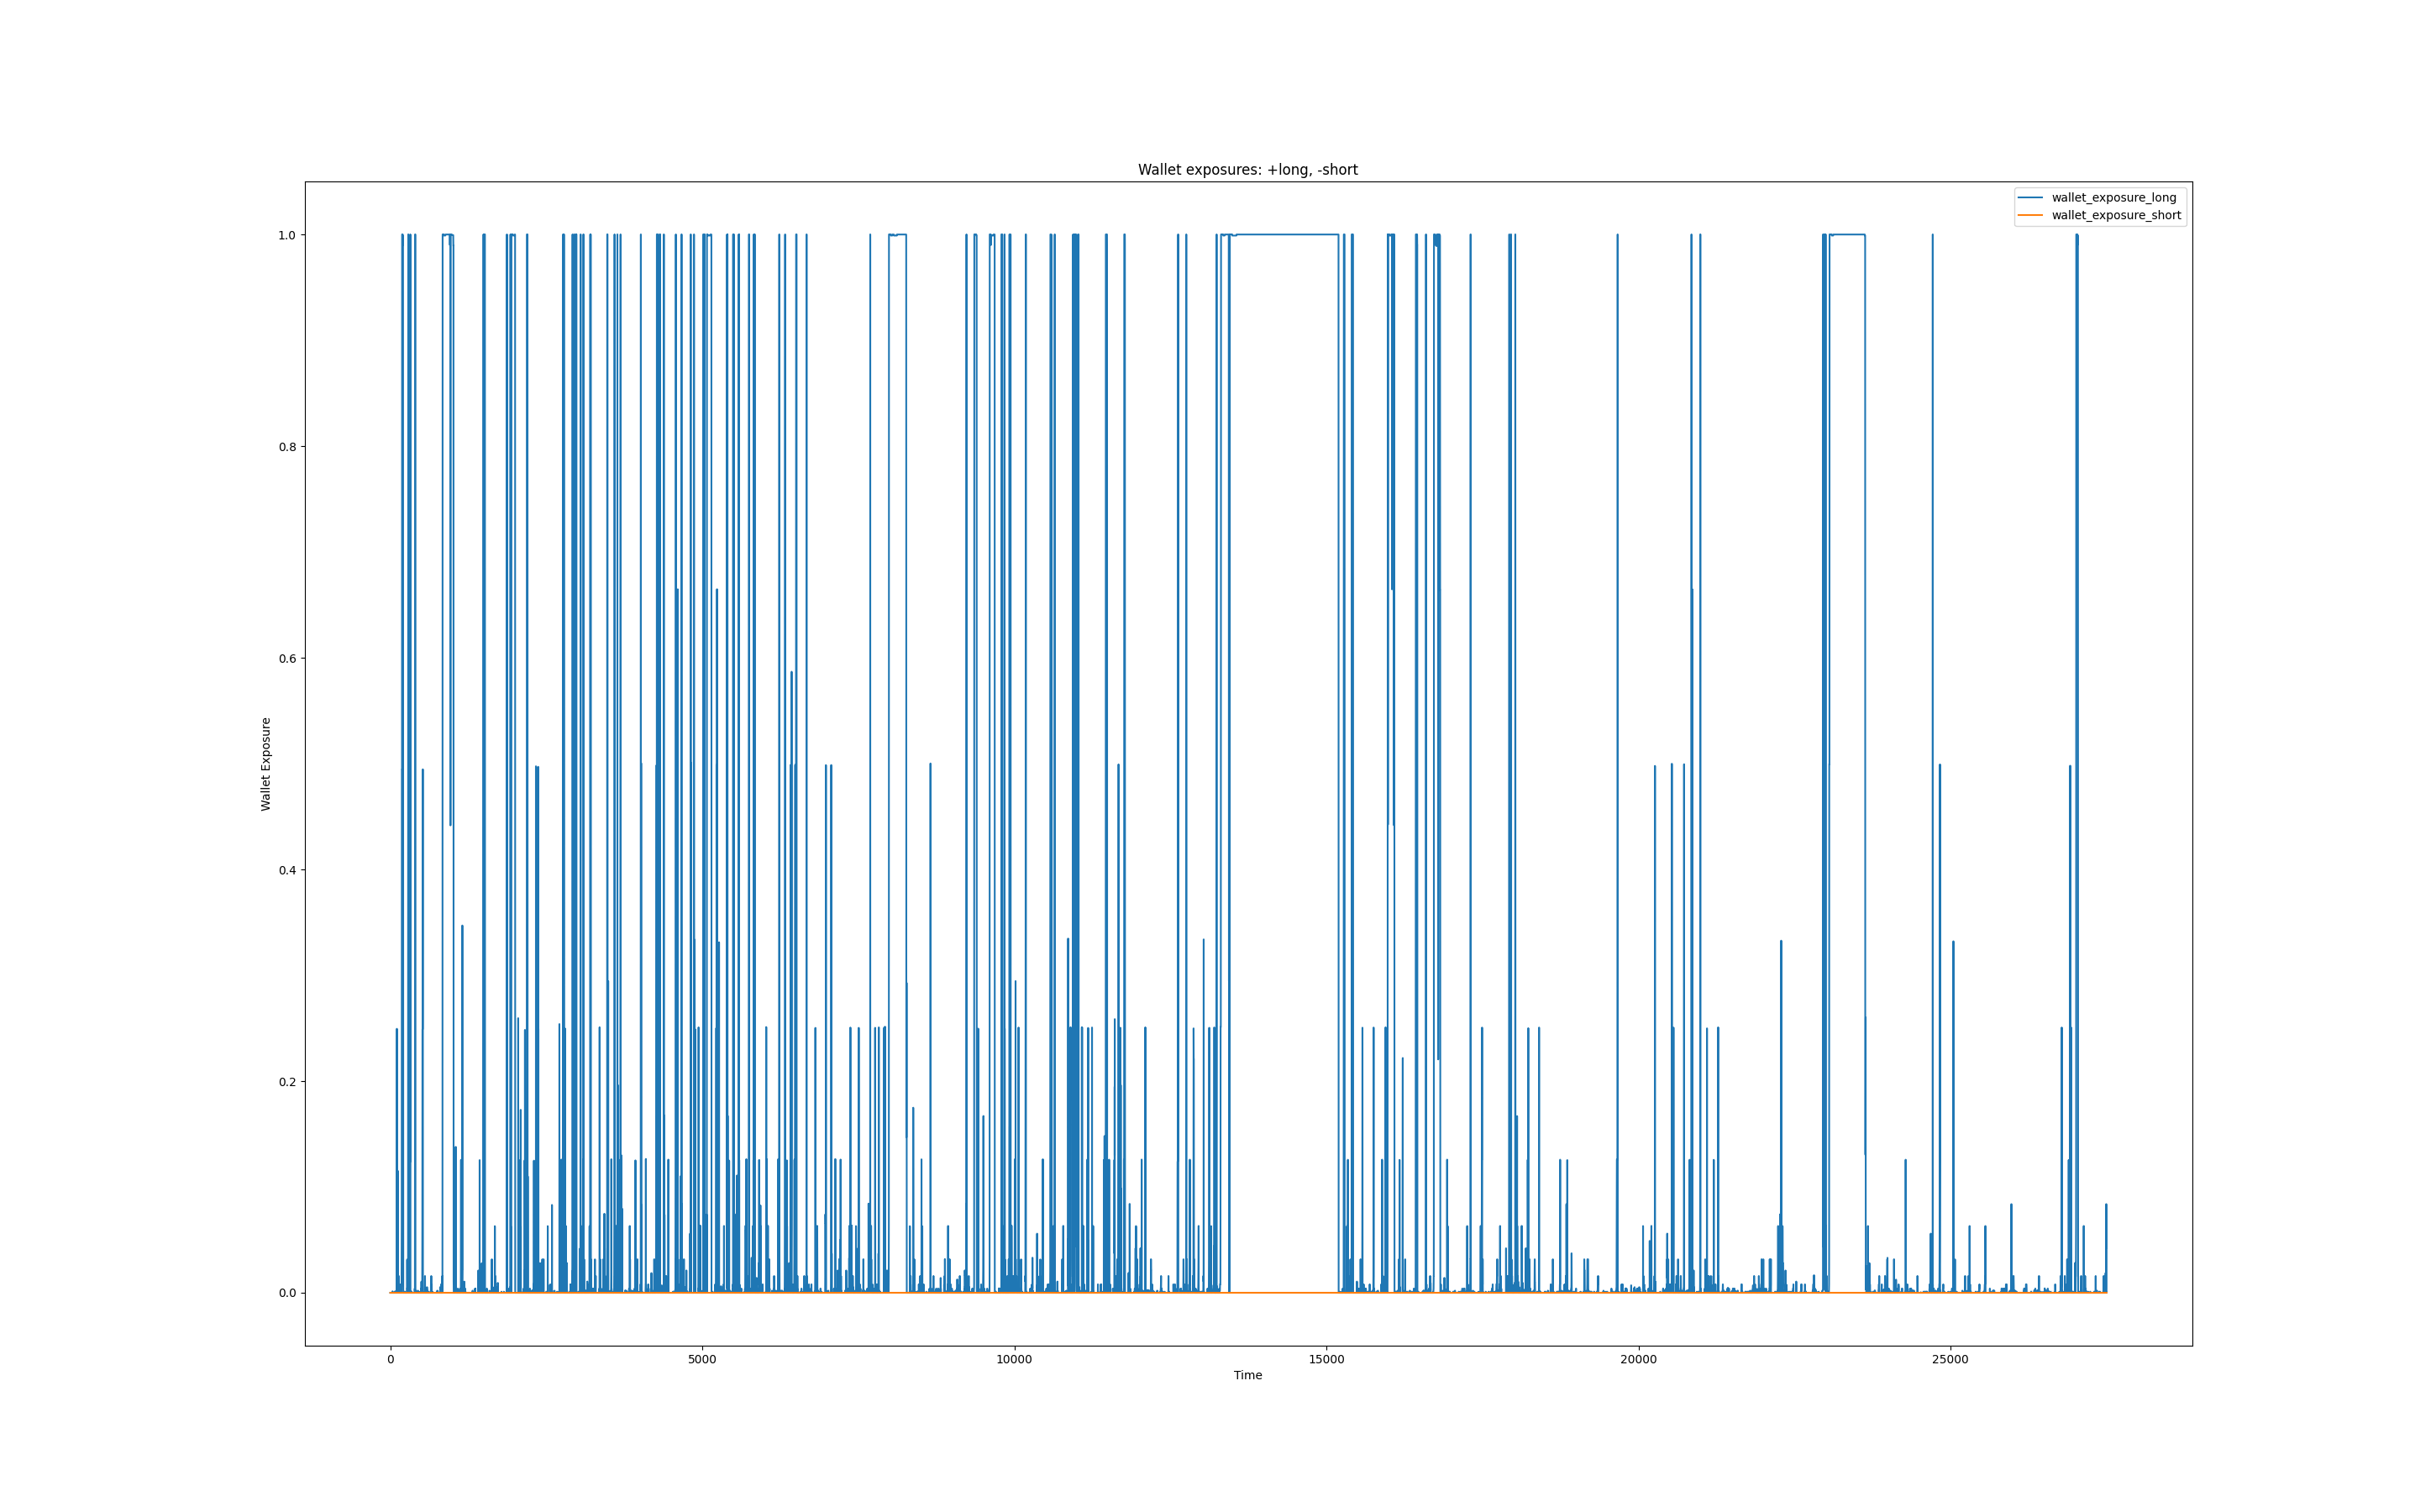 Wallet exposures: +long, -short
wallet_exposure_long
wallet_exposure_short
1.0
0.8
0.6
0.4
0.2
0.0
Wallet Exposure
0
5000
10000
15000
20000
25000
Time